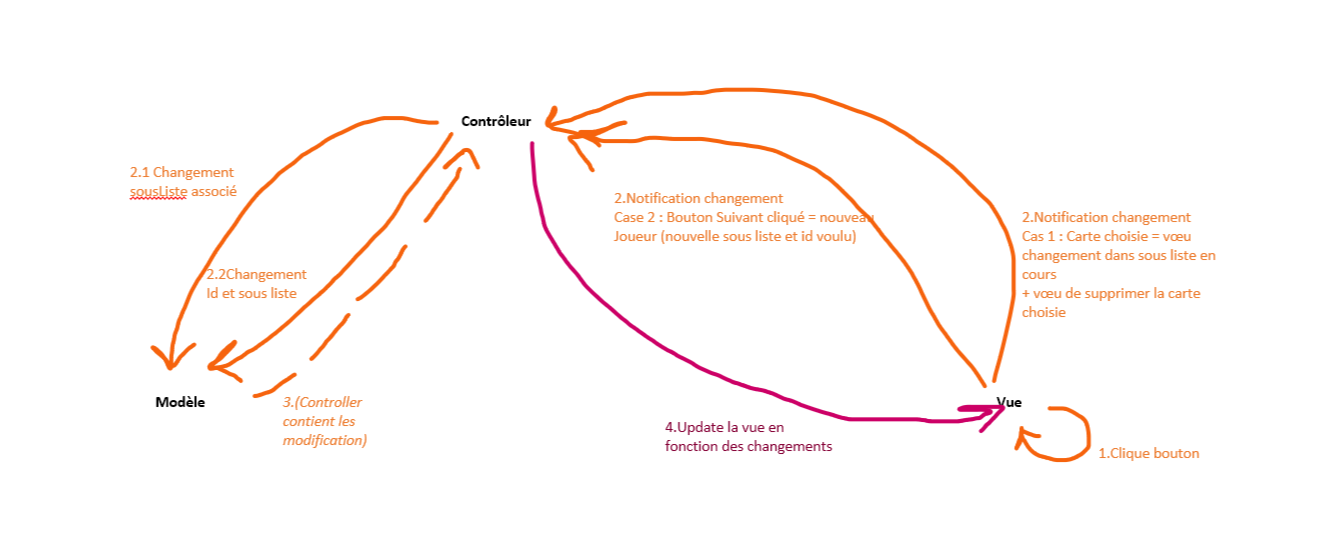 Contrôleur
2.1 Changement
sousListe associé
2.Notification changement
Case 2 : Bouton Suivant cliqué = nouveau
Joueur (nouvelle sous liste et id voulu)
2.Notification changement
Cas 1 : Carte choisie = vœu
changement dans sous liste en
cours
+ vœu de supprimer la carte
choisie
2.2Changement
Id et sous liste
Modèle
3.(Controller
contient les
modification)
Vue
4.Update la vue en
fonction des changements
1.Clique bouton